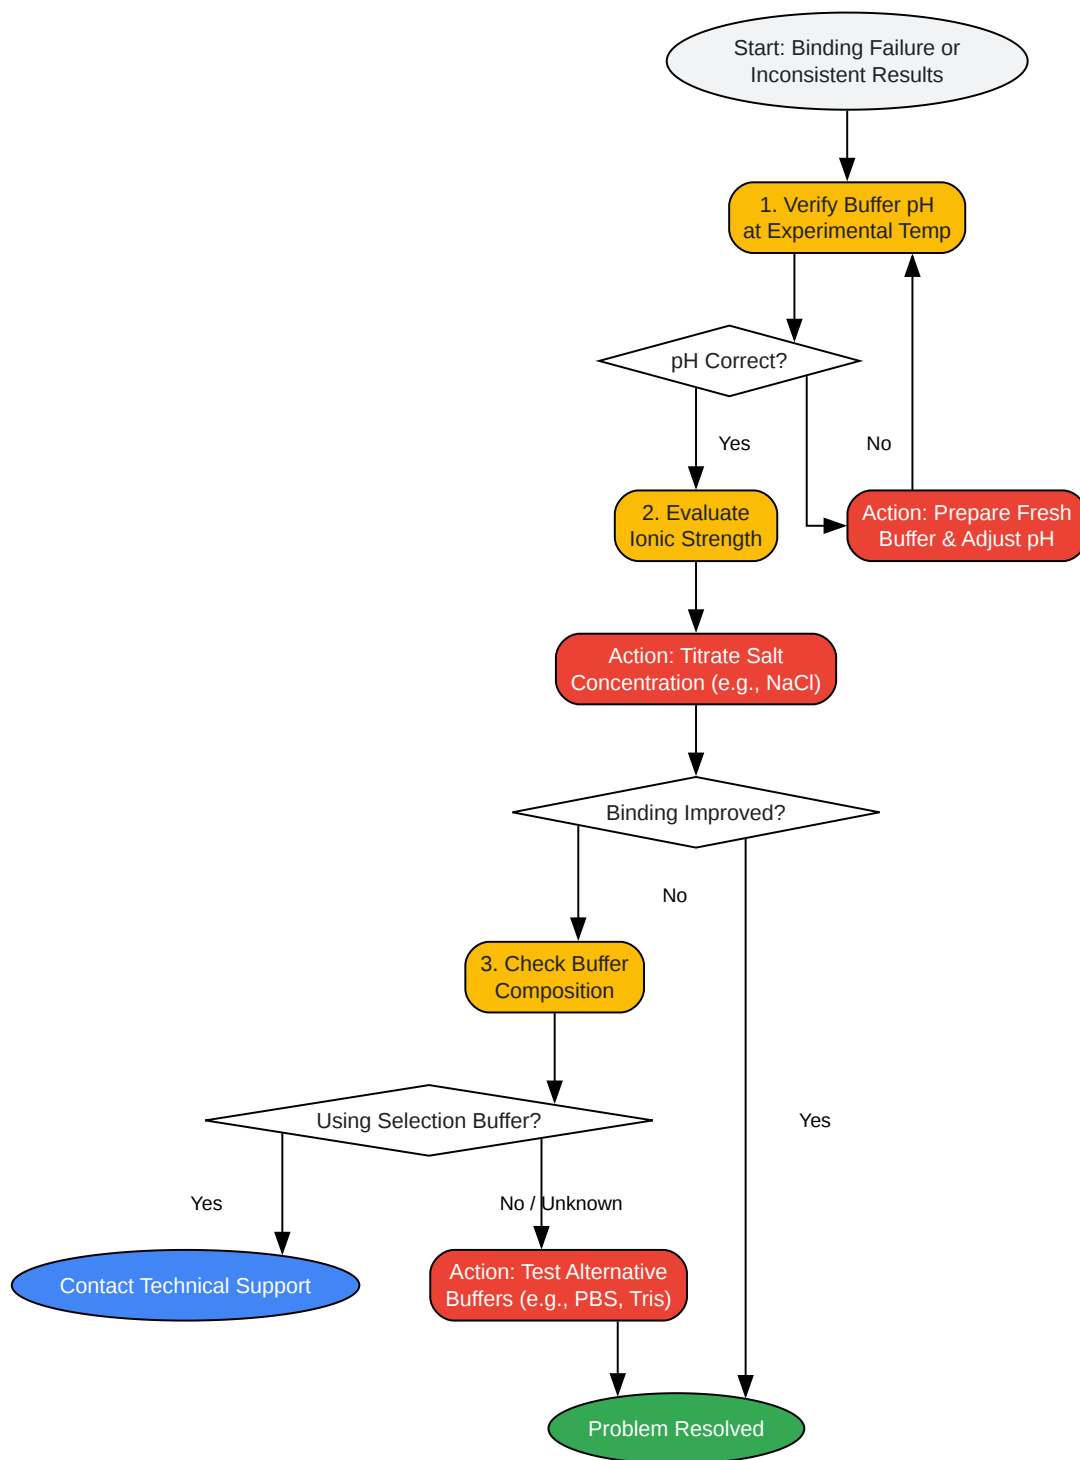 Start: Binding Failure or
Inconsistent Results
1. Verify Buffer pH
at Experimental Temp
pH Correct?
Yes
No
2. Evaluate
Ionic Strength
Action: Prepare Fresh
Buffer & Adjust pH
Action: Titrate Salt
Concentration (e.g., NaCl)
Binding Improved?
No
3. Check Buffer
Composition
Using Selection Buffer?
Yes
Yes
No / Unknown
Contact Technical Support
Action: Test Alternative
Buffers (e.g., PBS, Tris)
Problem Resolved